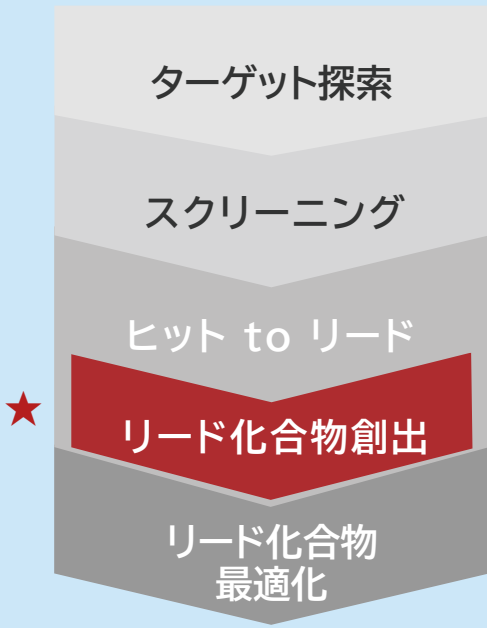 ターゲット探索
スクリーニング
ヒット to リード
リード化合物創出
リード化合物
最適化